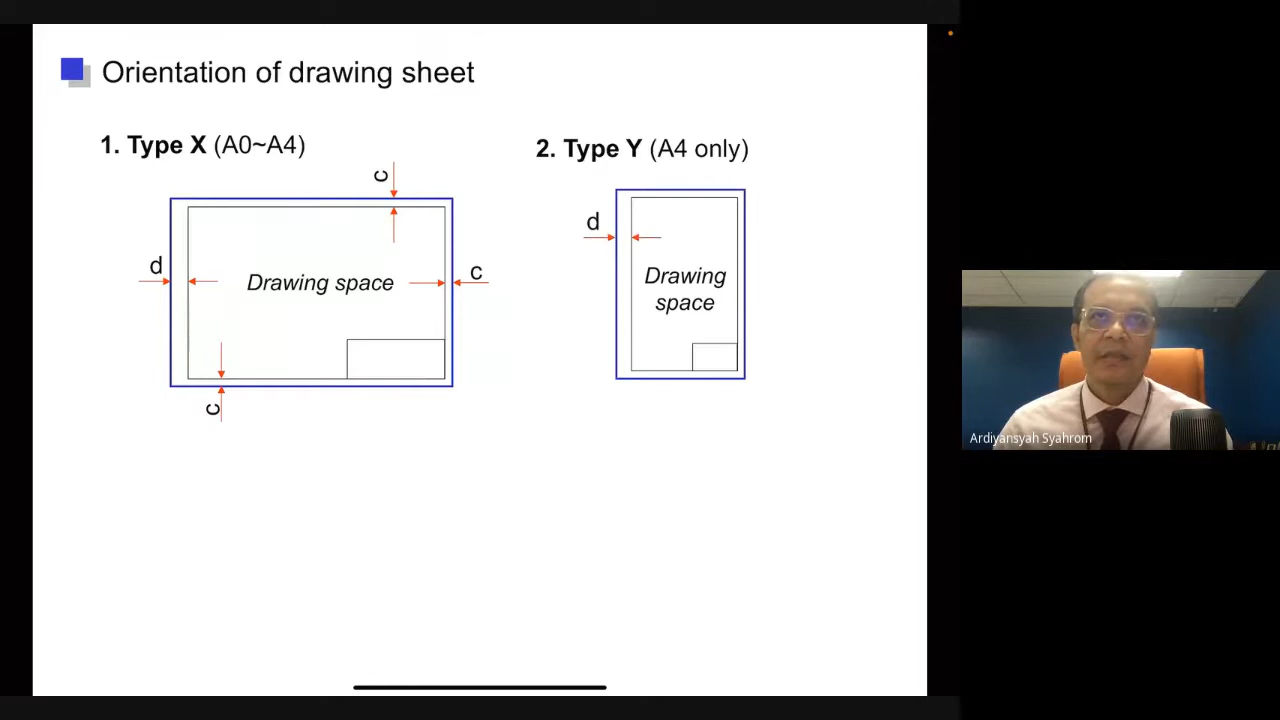 Orientation of drawing sheet
1. Type X (A0~A4)
2. Type Y (A4 only)
c
d
Drawing space
c
c
d
Drawing
space
Ardiyansyah Syahrom